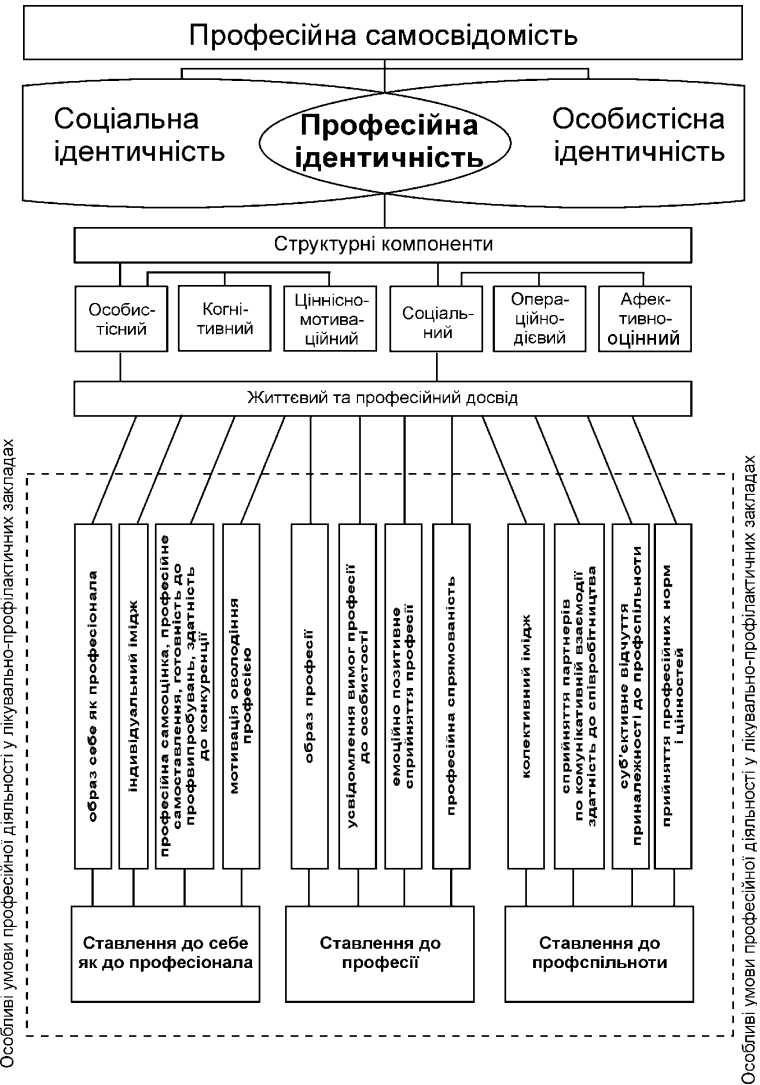 Професійна самосвідомість
Соціальна
ідентичність
Професійна
ідентичність
Особистісна
ідентичність
Структурні компоненти
Особис-
тісний
Когні-
тивний
Ціннісно-
мотива-
ційний
Соціаль-
ний
Опера-
ційно-
дієвий
Афек-
тивно-
оцінний
Життєвий та професійний досвід
Особливі умови професійної діяльності у лікувально-профілактичних закладах
образ себе як професіонала
індивідуальний імідж
професійна самооцінка, професійне
самоставлення, готовність до
профвипробувань, здатність
до конкуренції
мотивація оволодіння
професією
образ професії
усвідомлення вимог професії
до особистості
емоційно позитивне
сприйняття професії
професійна спрямованість
колективний імідж
сприйняття партнерів
по комунікативній взаємодії
здатність до співробітництва
суб'єктивне відчуття
приналежності до профспільноти
прийняття професійних норм
і цінностей
Особливі умови професійної діяльності у лікувально-профілактичних закладах
Ставлення до себе
як до професіонала
Ставлення до
професії
Ставлення до
профспільноти